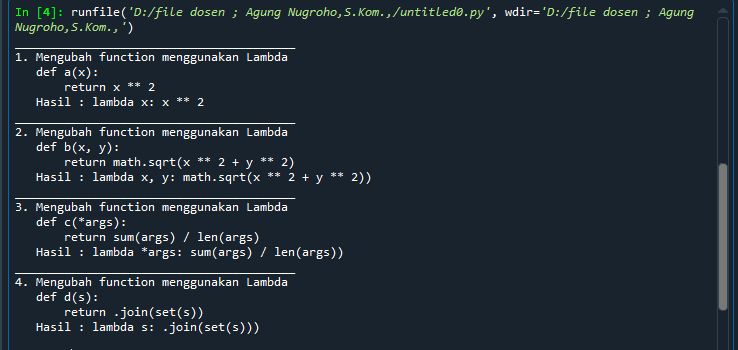 In [4]: runfile('D:/file dosen ; Agung Nugroho,S.Kom.,/untitled0.py', wdir='D:/file dosen ; Agung
Nugroho,S.Kom.,')
________________________________________
1. Mengubah function menggunakan Lambda
   def a(x):
       return x ** 2
   Hasil : lambda x: x ** 2
________________________________________
2. Mengubah function menggunakan Lambda
   def b(x, y):
       return math.sqrt(x ** 2 + y ** 2)
   Hasil : lambda x, y: math.sqrt(x ** 2 + y ** 2))
________________________________________
3. Mengubah function menggunakan Lambda
   def c(*args):
       return sum(args) / len(args)
   Hasil : lambda *args: sum(args) / len(args))
________________________________________
4. Mengubah function menggunakan Lambda
   def d(s):
       return .join(set(s))
   Hasil : lambda s: .join(set(s)))